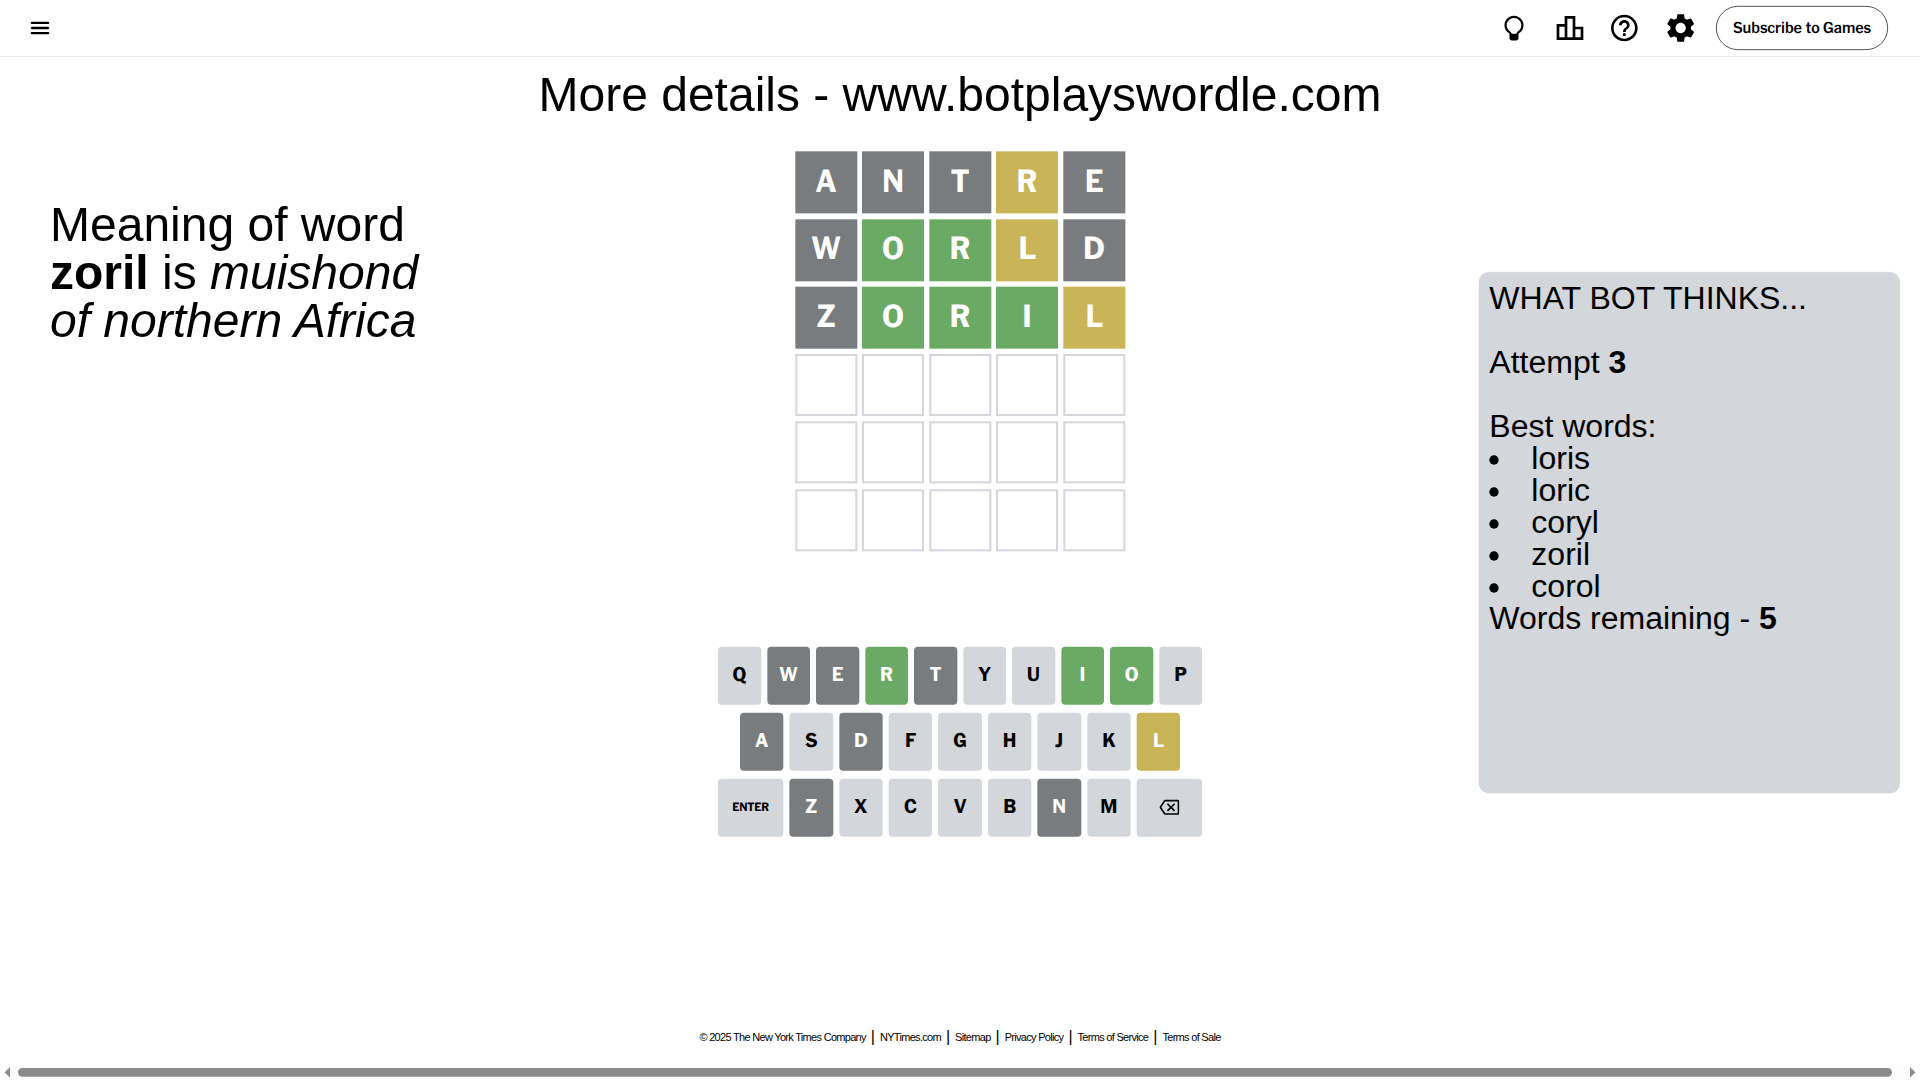 Subscribe to Games
More details - www.botplayswordle.com
Meaning of word
zoril is muishond
of northern Africa
A N T R E
W O R L D
Z O R I L
WHAT BOT THINKS...
Attempt 3
Best words:
• loris
• loric
• coryl
• zoril
• corol
Words remaining - 5
Q W E R T Y U I O P
A S D F G H J K L
ENTER Z X C V B N M
© 2025 The New York Times Company | NYTimes.com | Sitemap | Privacy Policy | Terms of Service | Terms of Sale